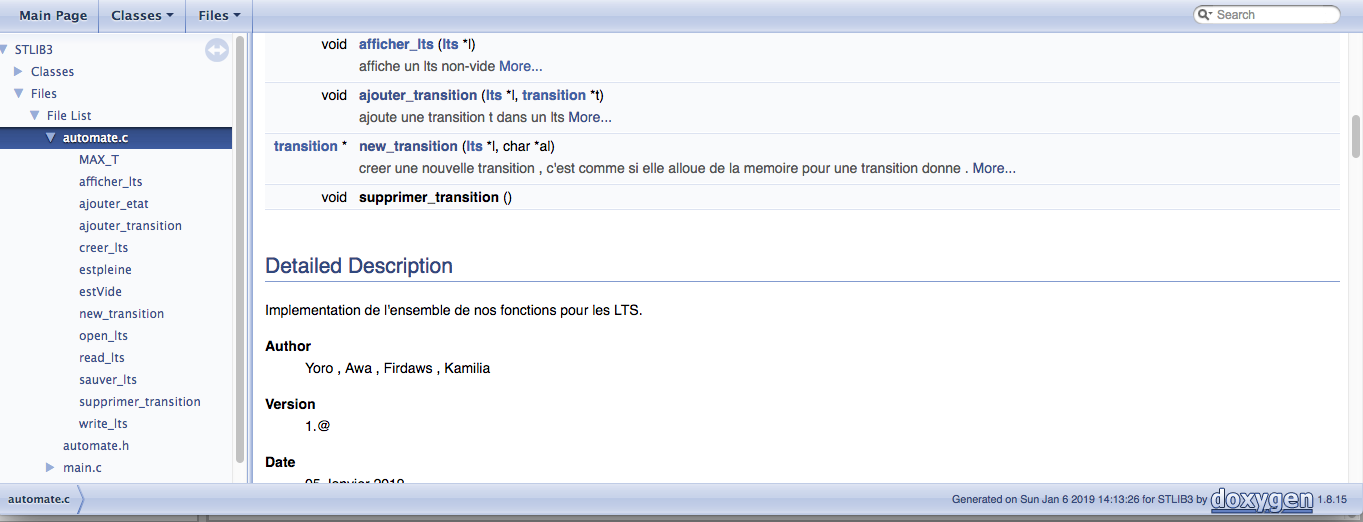 Main Page Classes Files Search
STLIB3
Classes
Files
File List
automate.c
MAX_T
afficher_lts
ajouter_etat
ajouter_transition
creer_lts
estpleine
estVide
new_transition
open_lts
read_lts
sauver_lts
supprimer_transition
write_lts
automate.h
main.c
void afficher_lts (lts *l)
affiche un lts non-vide More...
void ajouter_transition (lts *l, transition *t)
ajoute une transition t dans un lts More...
transition * new_transition (lts *l, char *al)
creer une nouvelle transition , c'est comme si elle alloue de la memoire pour une transition donne . More...
void supprimer_transition ()
Detailed Description
Implementation de l'ensemble de nos fonctions pour les LTS.
Author
Yoro , Awa , Firdaws , Kamilia
Version
1.@
Date
05 Janvier 2019
automate.c
Generated on Sun Jan 6 2019 14:13:26 for STLIB3 by doxygen 1.8.15